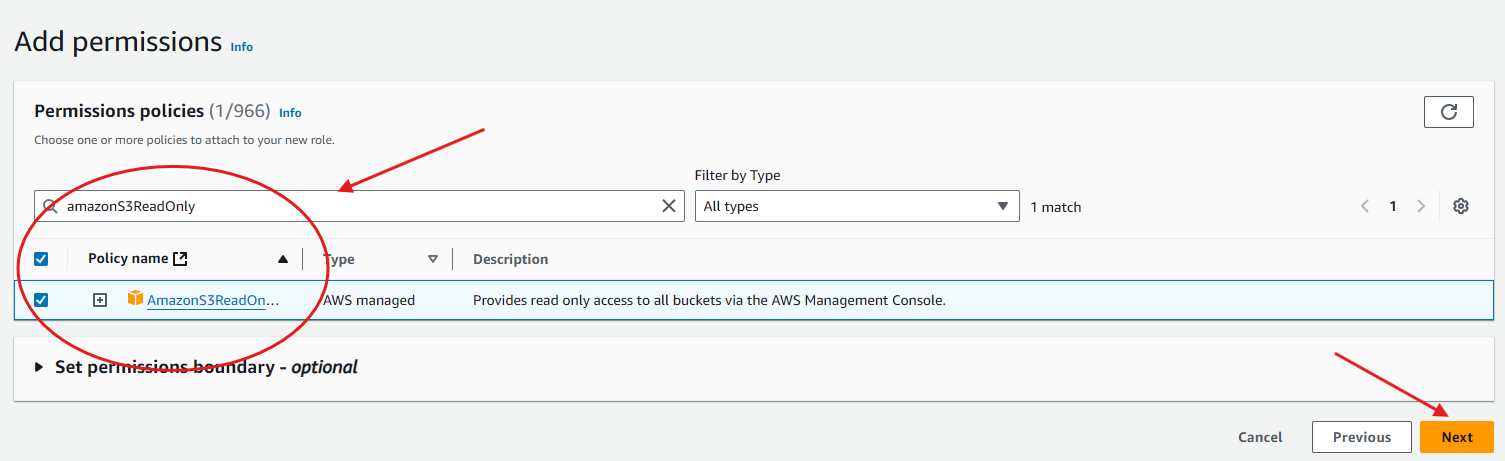 Add permissions Info
Permissions policies (1/966) Info
Choose one or more policies to attach to your new role.
Filter by Type
amazonS3ReadOnly All types 1 match 1
Policy name Type Description
AmazonS3ReadOn... AWS managed Provides read only access to all buckets via the AWS Management Console.
Set permissions boundary - optional
Cancel Previous Next